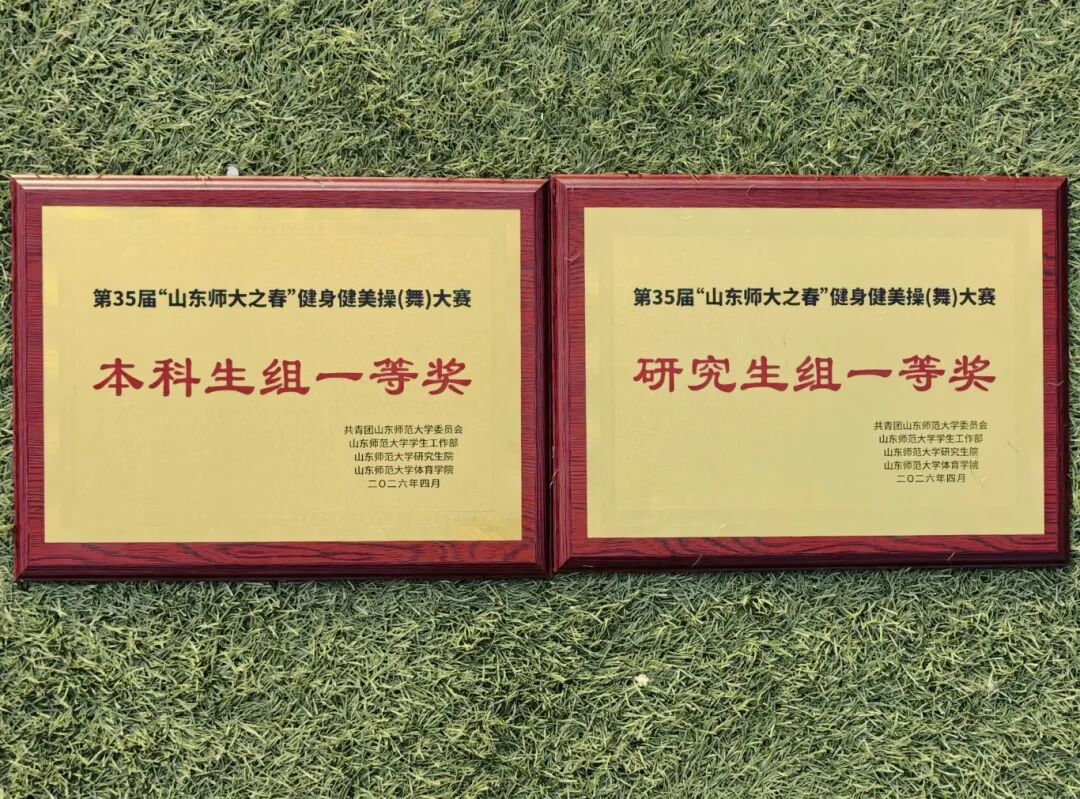 第35届“山东师大之春”健身健美操(舞)大赛
本科生组一等奖
共青团山东师范大学委员会
山东师范大学学生工作部
山东师范大学研究生院
山东师范大学体育学院
二〇二六年四月
第35届“山东师大之春”健身健美操(舞)大赛
研究生组一等奖
共青团山东师范大学委员会
山东师范大学学生工作部
山东师范大学研究生院
山东师范大学体育学院
二〇二六年四月